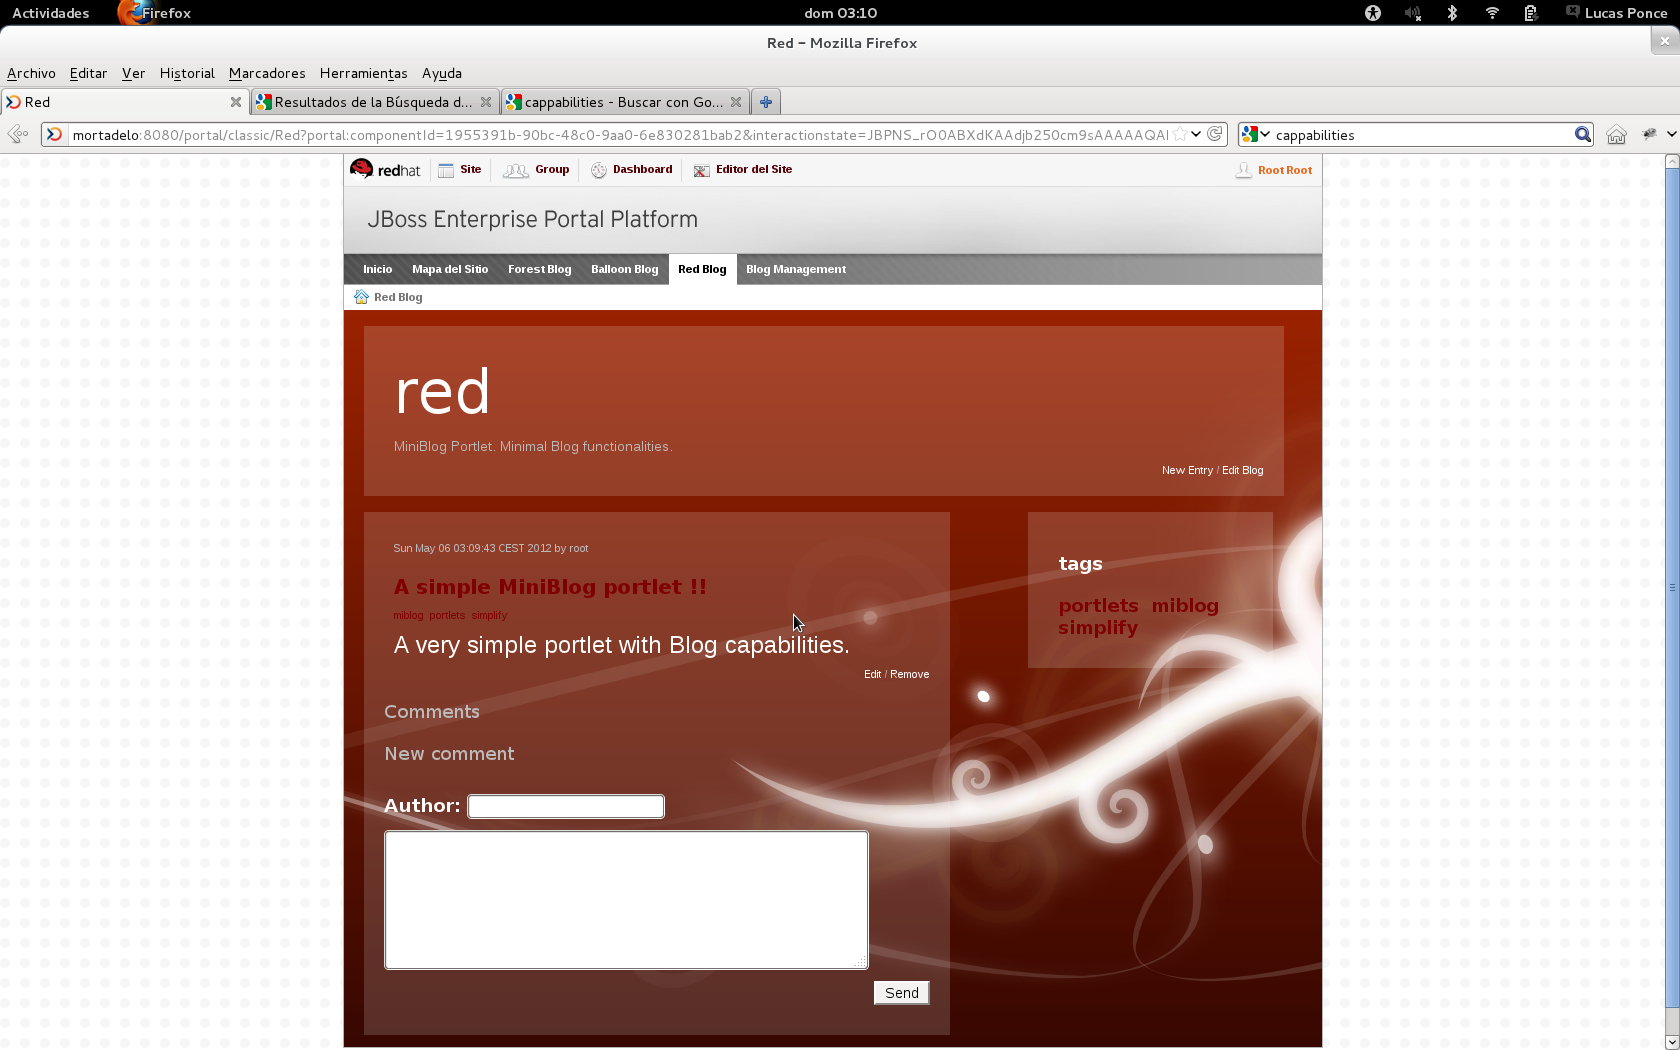 Actividades Firefox dom 03:10 Lucas Ponce
Red - Mozilla Firefox
Archivo Editar Ver Historial Marcadores Herramientas Ayuda
Red Resultados de la Búsqueda d... cappabilities - Buscar con Go...
mortadelo:8080/portal/classic/Red?portal:componentId=1955391b-90bc-48c0-9aa0-6e830281bab2&interactionstate=JBPNS_rO0ABXdKAAdjb250cm9sAAAAAQAI cappabilities
redhat Site Group Dashboard Editor del Site Root Root
JBoss Enterprise Portal Platform
Inicio Mapa del Sitio Forest Blog Balloon Blog Red Blog Blog Management
Red Blog
red
MiniBlog Portlet. Minimal Blog functionalities.
New Entry / Edit Blog
Sun May 06 03:09:43 CEST 2012 by root
A simple MiniBlog portlet !!
miblog portlets simplify
A very simple portlet with Blog capabilities.
Edit / Remove
Comments
New comment
Author:
Send
tags
portlets miblog
simplify